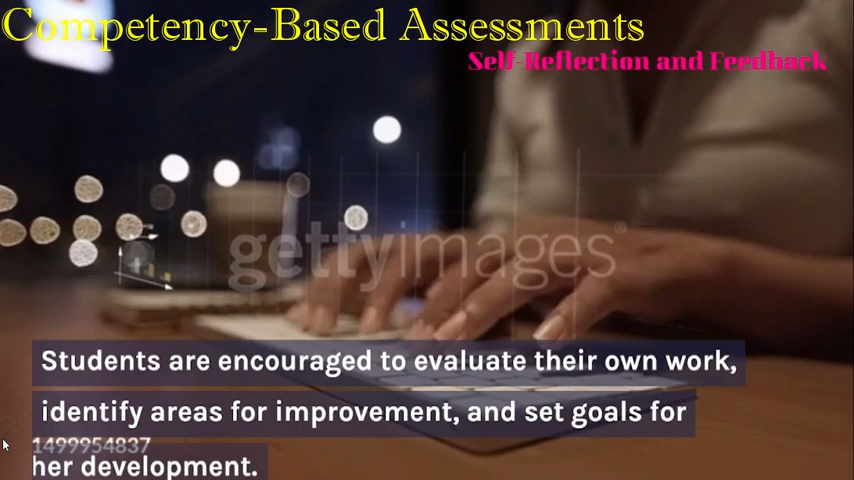 Competency-Based Assessments
Self-Reflection and Feedback
gettyimages®
Students are encouraged to evaluate their own work,
identify areas for improvement, and set goals for
1499954837
her development.